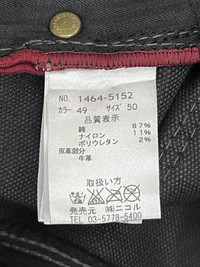 NO. 1464-5152
カラー 49 サイズ 50
品質表示
綿 87%
ナイロン 11%
ポリウレタン 2%
皮革部分
牛革
取扱い方
発売元 ㈱ニコル
TEL 03-5778-5400